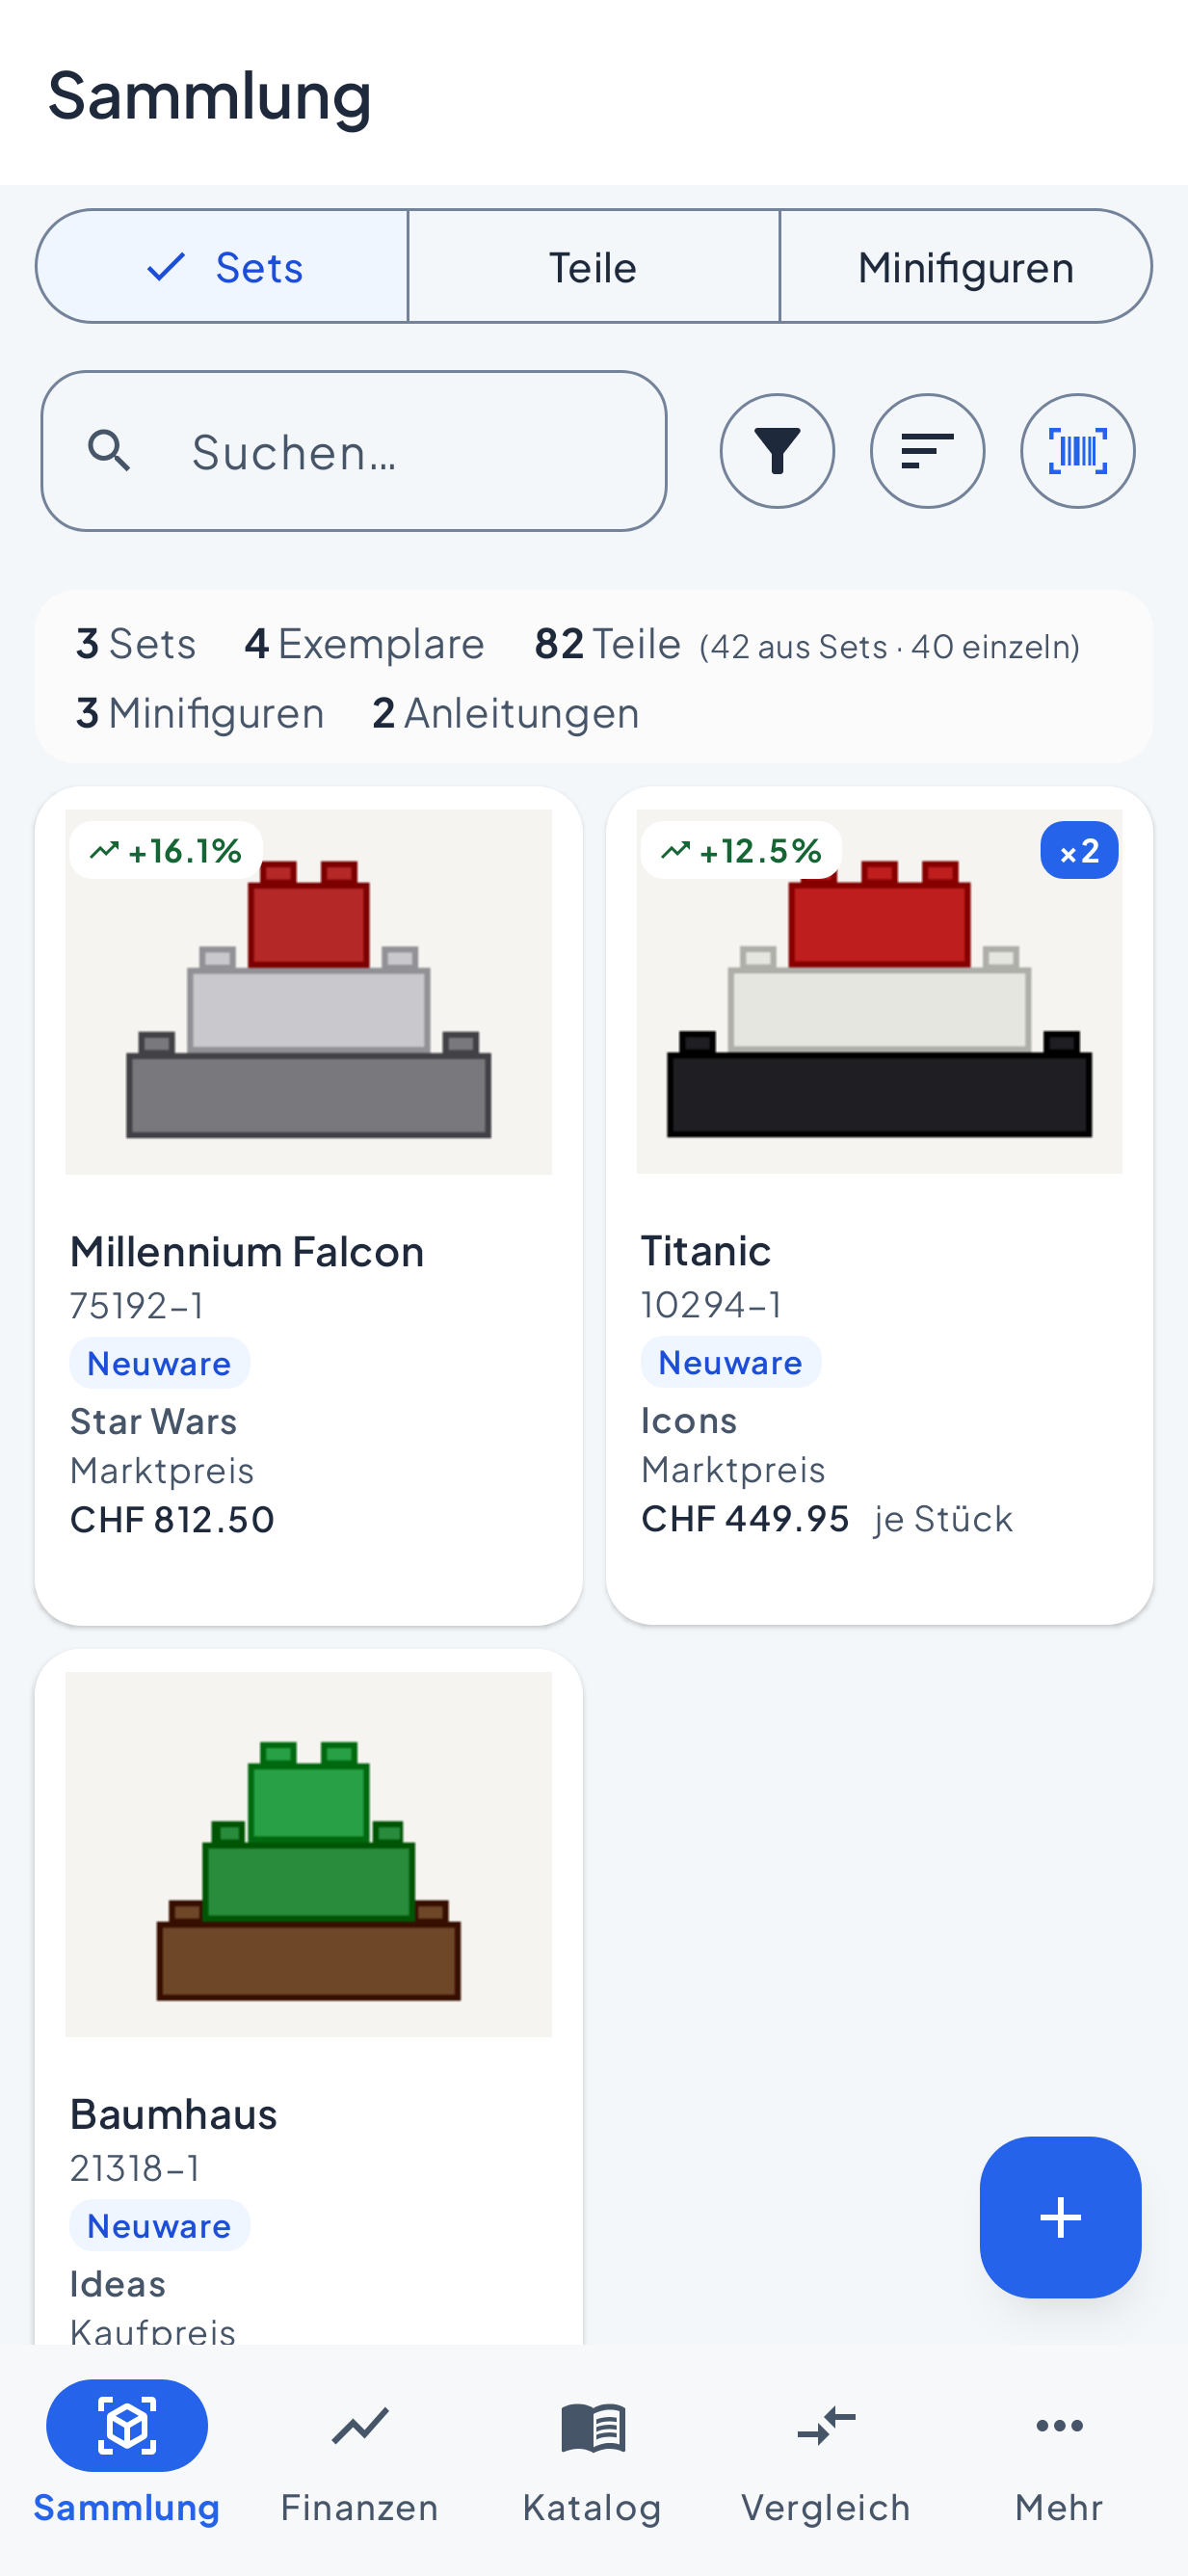 Sammlung
Sets
Teile
Minifiguren
Suchen...
3 Sets 4 Exemplare 82 Teile (42 aus Sets · 40 einzeln)
3 Minifiguren 2 Anleitungen
+16.1%
Millennium Falcon
75192-1
Neuware
Star Wars
Marktpreis
CHF 812.50
+12.5%
×2
Titanic
10294-1
Neuware
Icons
Marktpreis
CHF 449.95 je Stück
Baumhaus
21318-1
Neuware
Ideas
Kaufpreis
Sammlung
Finanzen
Katalog
Vergleich
Mehr